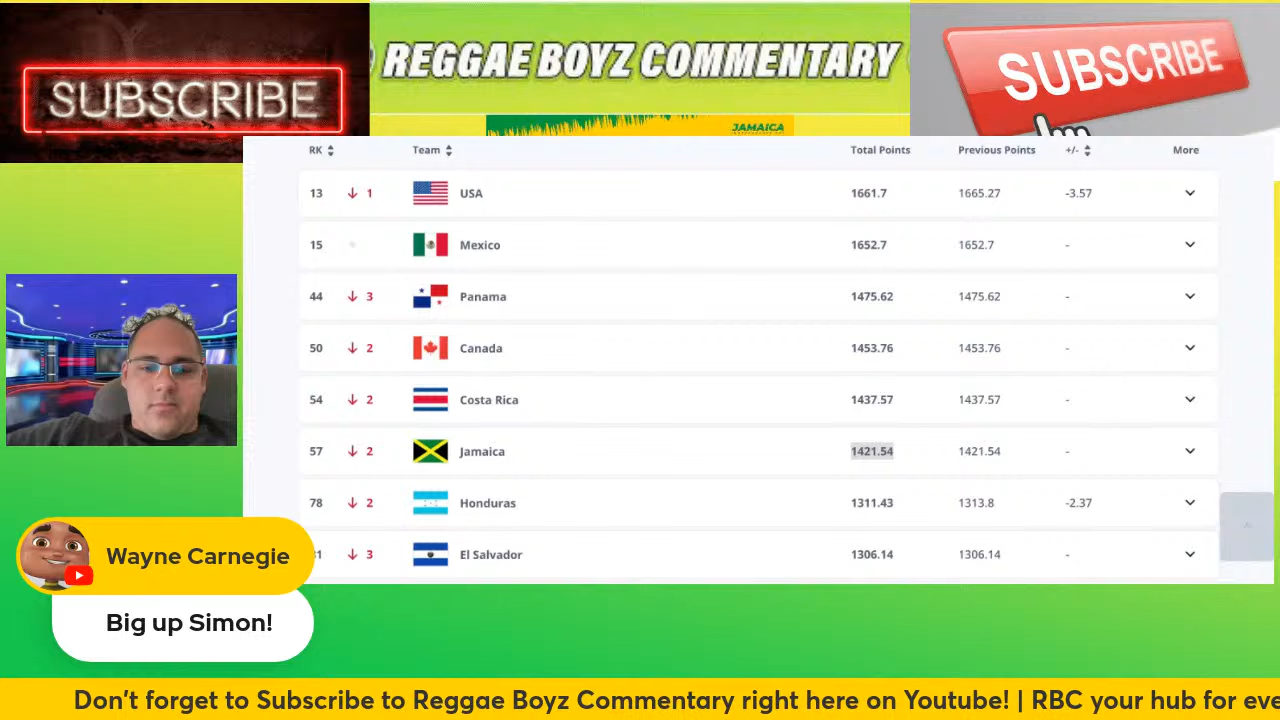 SUBSCRIBE
REGGAE BOYZ COMMENTARY
SUBSCRIBE
JAMAICA
RK Team Total Points Previous Points +/- More
13 1 USA 1661.7 1665.27 -3.57
15 Mexico 1652.7 1652.7 -
44 3 Panama 1475.62 1475.62 -
50 2 Canada 1453.76 1453.76 -
54 2 Costa Rica 1437.57 1437.57 -
57 2 Jamaica 1421.54 1421.54 -
78 2 Honduras 1311.43 1313.8 -2.37
3 El Salvador 1306.14 1306.14 -
Wayne Carnegie
Big up Simon!
Don't forget to Subscribe to Reggae Boyz Commentary right here on Youtube! | RBC your hub for eve